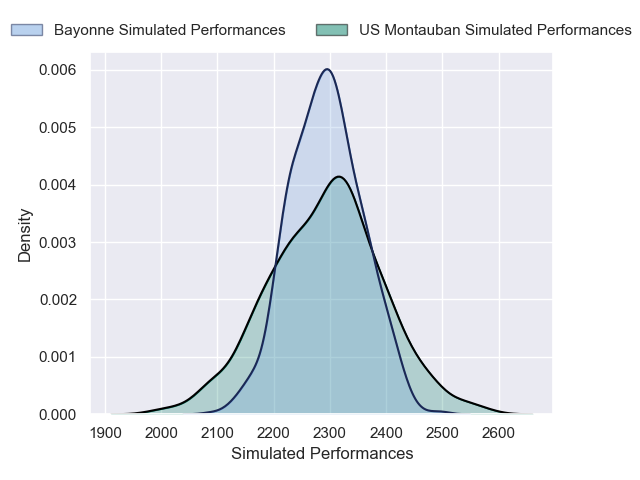 Bayonne Simulated Performances
US Montauban Simulated Performances
0.006
0.005
0.004
0.003
0.002
0.001
0.000
Density
1900 2000 2100 2200 2300 2400 2500 2600
Simulated Performances